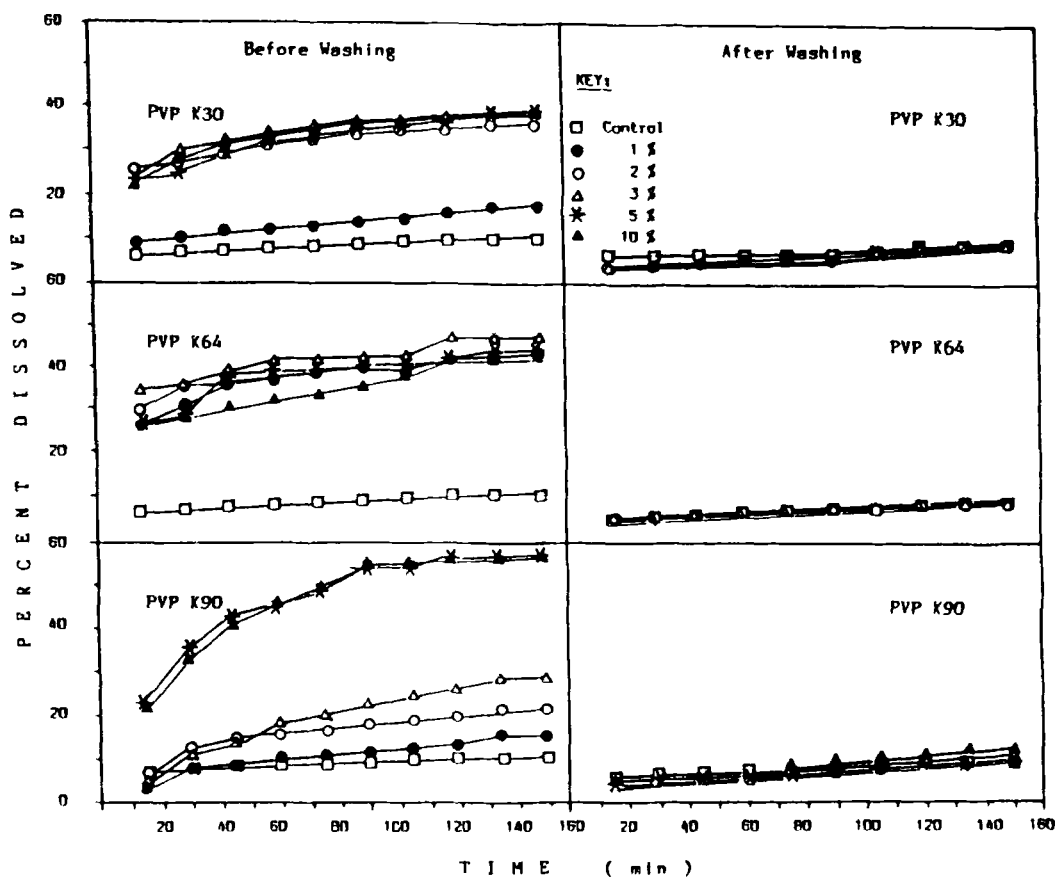 60
Before Washing
After Washing
KEY:
PVP K30
PVP K30
Control
1 %
2 %
3 %
5 %
10 %
40
20
60
PVP K64
PVP K64
40
20
60
PVP K90
PVP K90
40
20
0
0 20 40 60 80 100 120 140 160
20 40 60 80 100 120 140 160
PERCENT DISSOLVED
TIME (min)